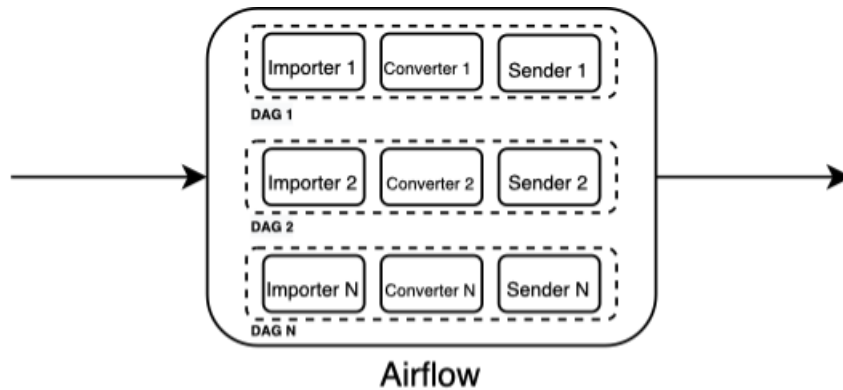 Importer 1 Converter 1 Sender 1
DAG 1
Importer 2 Converter 2 Sender 2
DAG 2
Importer N Converter N Sender N
DAG N
Airflow